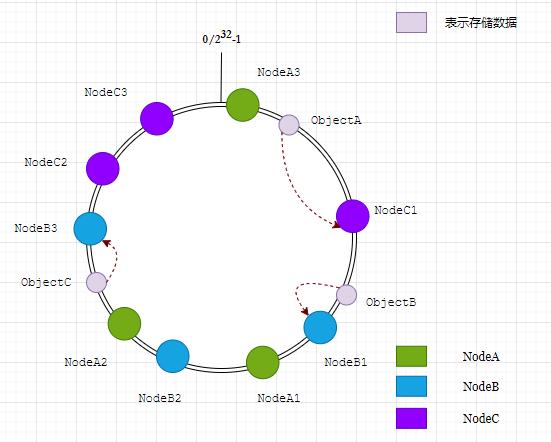 表示存储数据
0/2^32-1
NodeA3
NodeC3
ObjectA
NodeC2
NodeC1
NodeB3
ObjectC
ObjectB
NodeA2
NodeB1
NodeB2
NodeA1
NodeA
NodeB
NodeC